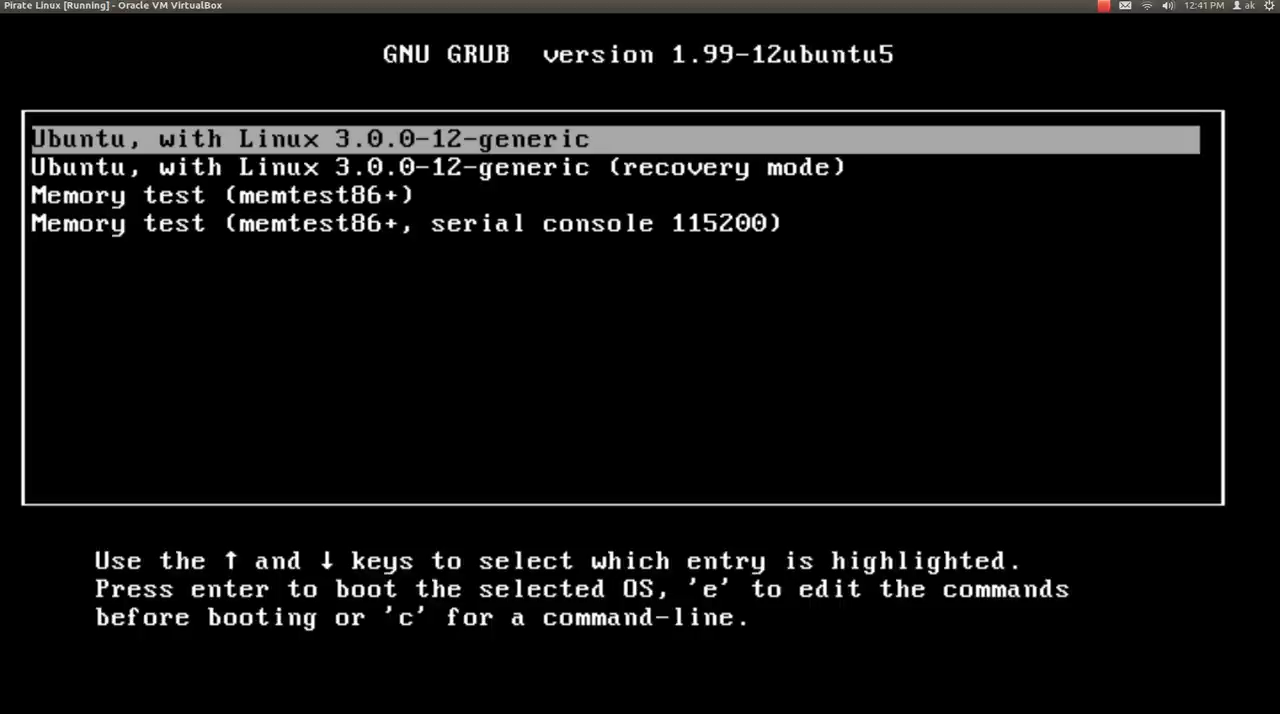 Pirate Linux [Running] - Oracle VM VirtualBox
12:41 PM ak
GNU GRUB version 1.99-12ubuntu5
Ubuntu, with Linux 3.0.0-12-generic
Ubuntu, with Linux 3.0.0-12-generic (recovery mode)
Memory test (memtest86+)
Memory test (memtest86+, serial console 115200)
Use the ↑ and ↓ keys to select which entry is highlighted.
Press enter to boot the selected OS, 'e' to edit the commands
before booting or 'c' for a command-line.